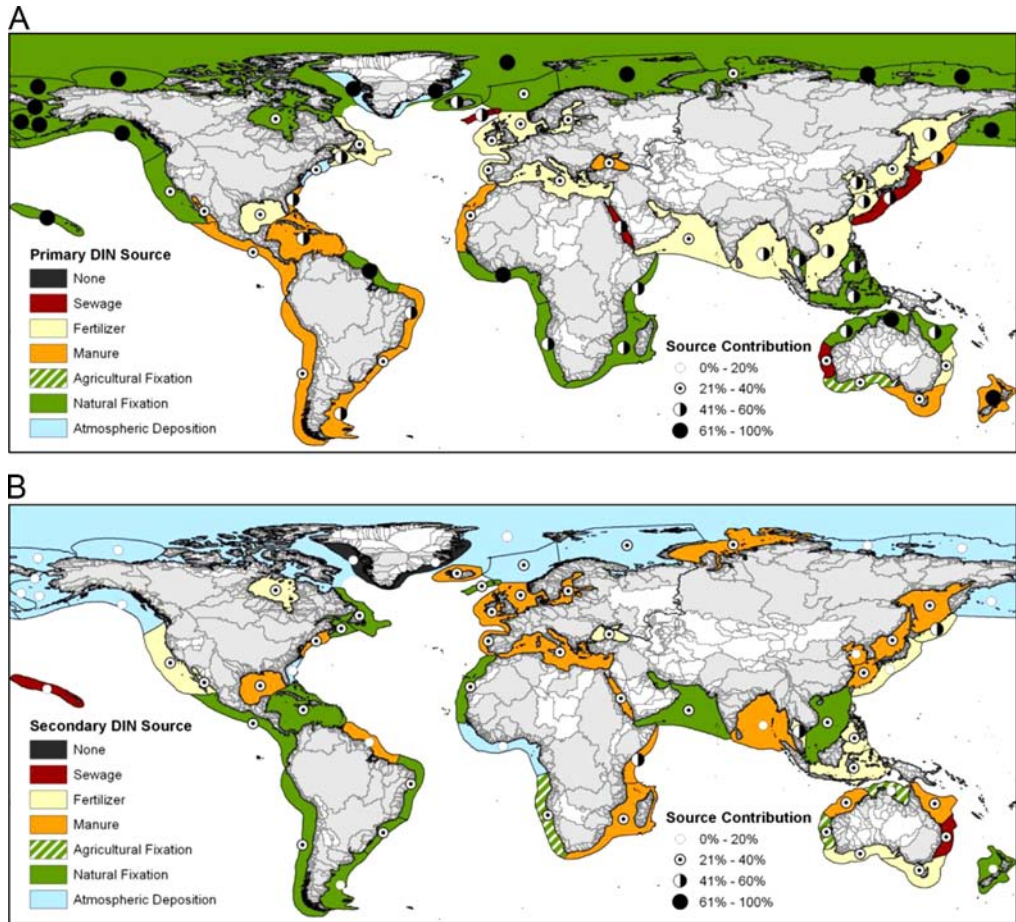 A
Primary DIN Source
None
Sewage
Fertilizer
Manure
Agricultural Fixation
Natural Fixation
Atmospheric Deposition
Source Contribution
0% - 20%
21% - 40%
41% - 60%
61% - 100%
B
Secondary DIN Source
None
Sewage
Fertilizer
Manure
Agricultural Fixation
Natural Fixation
Atmospheric Deposition
Source Contribution
0% - 20%
21% - 40%
41% - 60%
61% - 100%